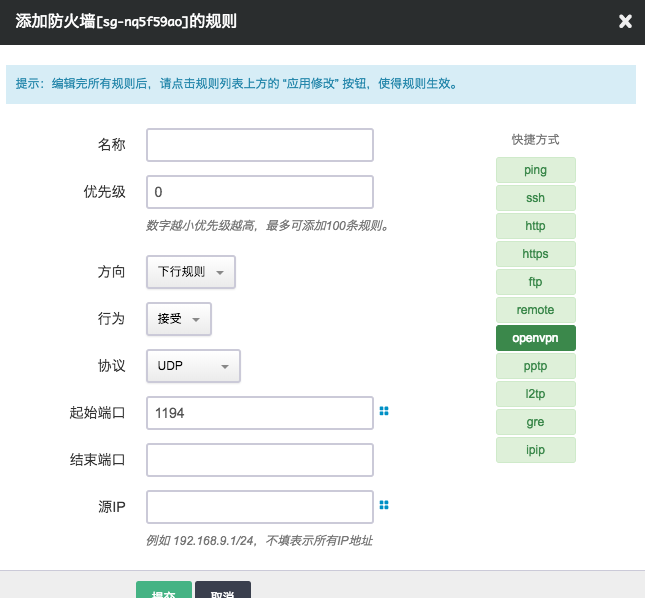 添加防火墙[sg-nq5f59ao]的规则
提示：编辑完所有规则后，请点击规则列表上方的 “应用修改” 按钮，使得规则生效。
名称
优先级 0
数字越小优先级越高，最多可添加100条规则。
方向 下行规则
行为 接受
协议 UDP
起始端口 1194
结束端口
源IP
例如 192.168.9.1/24，不填表示所有IP地址
快捷方式
ping
ssh
http
https
ftp
remote
openvpn
pptp
l2tp
gre
ipip
提交 取消